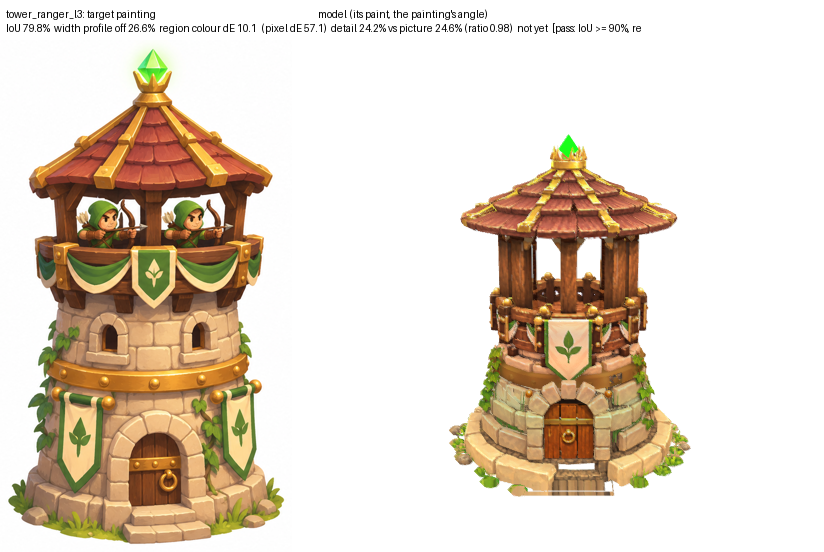 tower_ranger_l3: target painting
model (its paint, the painting's angle)
IoU 79.8% width profile off 26.6% region colour dE 10.1 (pixel dE 57.1) detail 24.2% vs picture 24.6% (ratio 0.98) not yet [pass: IoU >= 90%, re